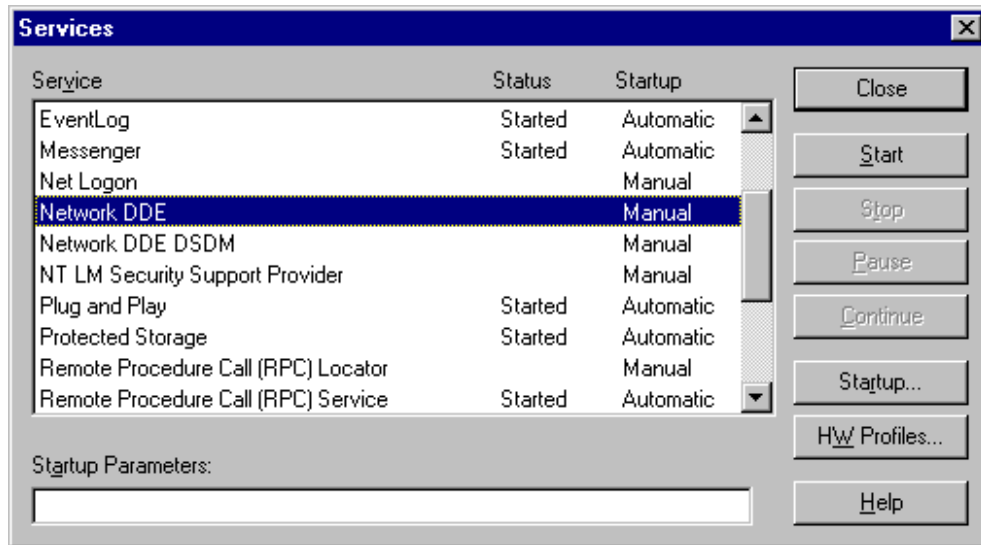 Services
Service Status Startup
EventLog Started Automatic
Messenger Started Automatic
Net Logon Manual
Network DDE Manual
Network DDE DSDM Manual
NT LM Security Support Provider Manual
Plug and Play Started Automatic
Protected Storage Started Automatic
Remote Procedure Call (RPC) Locator Manual
Remote Procedure Call (RPC) Service Started Automatic
Startup Parameters:
Close
Start
Stop
Pause
Continue
Startup...
HW Profiles...
Help